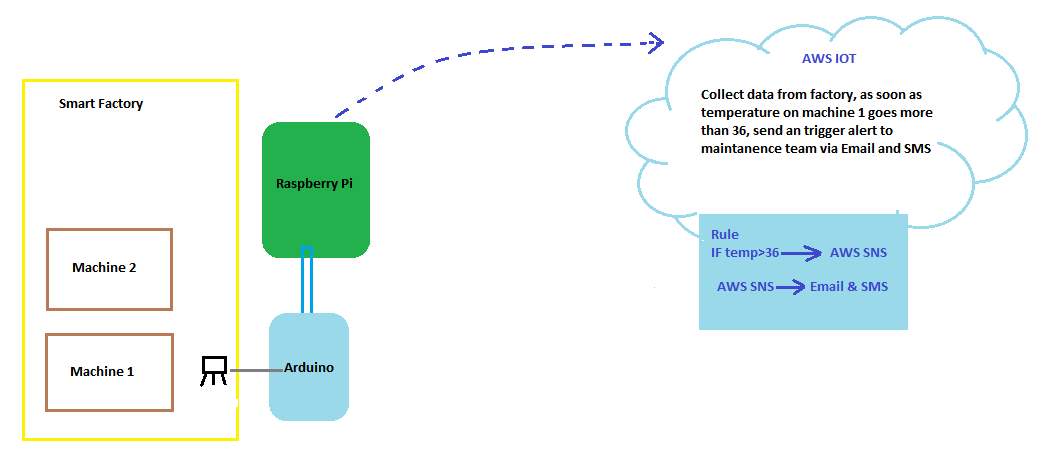 Smart Factory
Machine 2
Machine 1
Raspberry Pi
Arduino
AWS IOT
Collect data from factory, as soon as
temperature on machine 1 goes more
than 36, send an trigger alert to
maintanence team via Email and SMS
Rule
IF temp>36 AWS SNS
AWS SNS Email & SMS